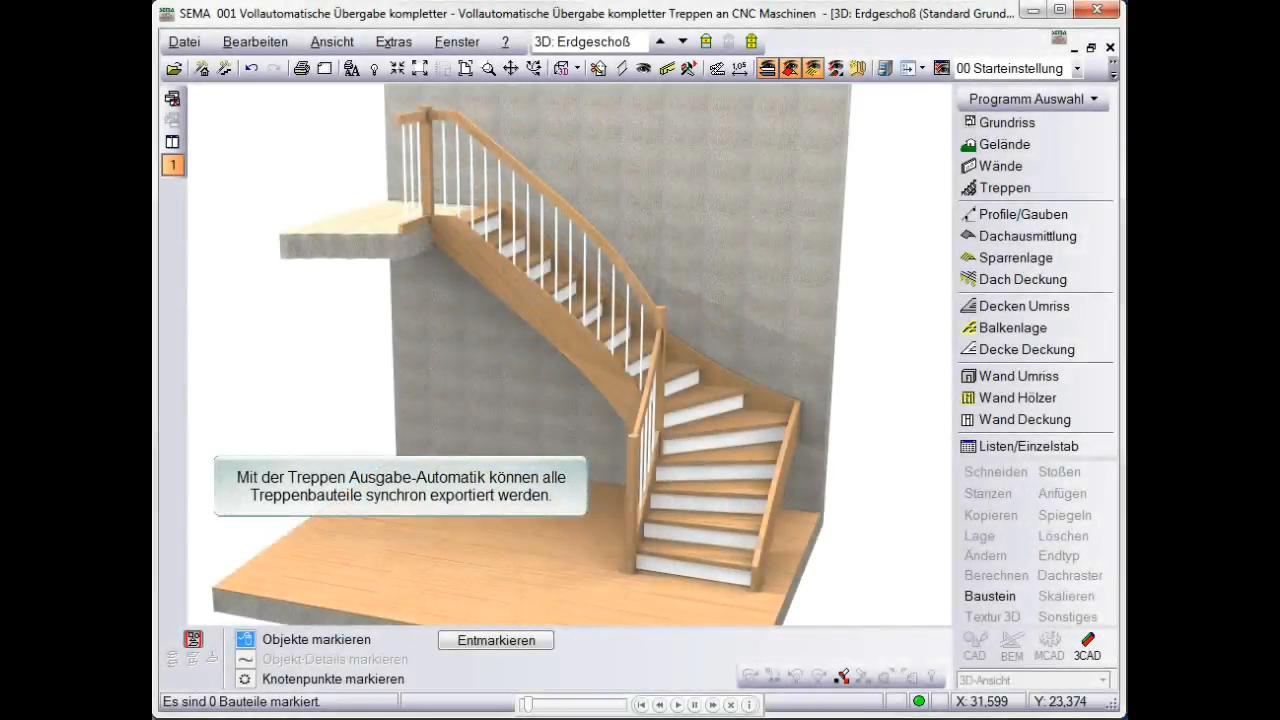 SEMA 001 Vollautomatische Übergabe kompletter - Vollautomatische Übergabe kompletter Treppen an CNC Maschinen - [3D: Erdgeschoß (Standard Grund...
Datei Bearbeiten Ansicht Extras Fenster ? 3D: Erdgeschoß
00 Starteinstellung
1
Programm Auswahl
Grundriss
Gelände
Wände
Treppen
Profile/Gauben
Dachausmittlung
Sparrenlage
Dach Deckung
Decken Umriss
Balkenlage
Decke Deckung
Wand Umriss
Wand Hölzer
Wand Deckung
Listen/Einzelstab
Schneiden Stoßen
Stanzen Anfügen
Kopieren Spiegeln
Lage Löschen
Ändern Endtyp
Berechnen Dachraster
Baustein Skalieren
Textur 3D Sonstiges
CAD BEM MCAD 3CAD
3D-Ansicht
Mit der Treppen Ausgabe-Automatik können alle
Treppenbauteile synchron exportiert werden.
Objekte markieren Entmarkieren
Objekt-Details markieren
Knotenpunkte markieren
Es sind 0 Bauteile markiert. X: 31,599 Y: 23,374